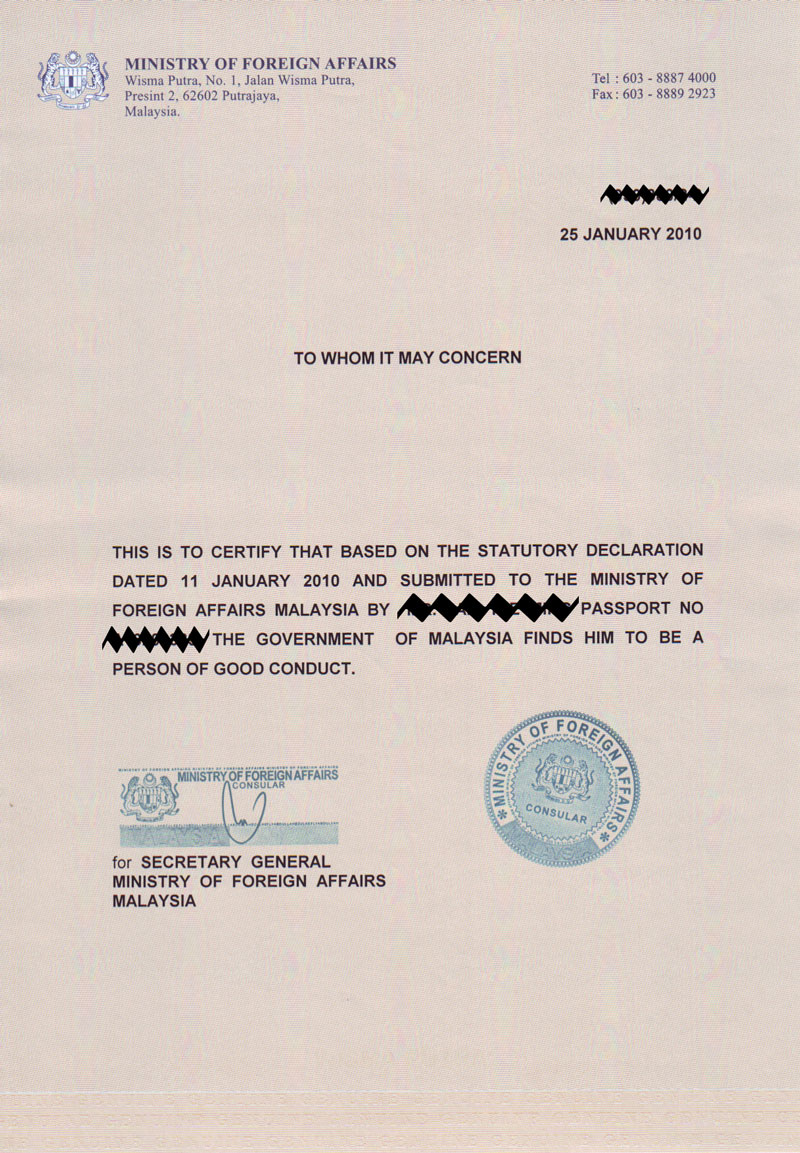 MINISTRY OF FOREIGN AFFAIRS
Wisma Putra, No. 1, Jalan Wisma Putra,
Presint 2, 62602 Putrajaya,
Malaysia.
Tel : 603 - 8887 4000
Fax : 603 - 8889 2923
25 JANUARY 2010
TO WHOM IT MAY CONCERN
THIS IS TO CERTIFY THAT BASED ON THE STATUTORY DECLARATION
DATED 11 JANUARY 2010 AND SUBMITTED TO THE MINISTRY OF
FOREIGN AFFAIRS MALAYSIA BY PASSPORT NO
THE GOVERNMENT OF MALAYSIA FINDS HIM TO BE A
PERSON OF GOOD CONDUCT.
MINISTRY OF FOREIGN AFFAIRS
CONSULAR
MINISTRY OF FOREIGN AFFAIRS
CONSULAR
for SECRETARY GENERAL
MINISTRY OF FOREIGN AFFAIRS
MALAYSIA